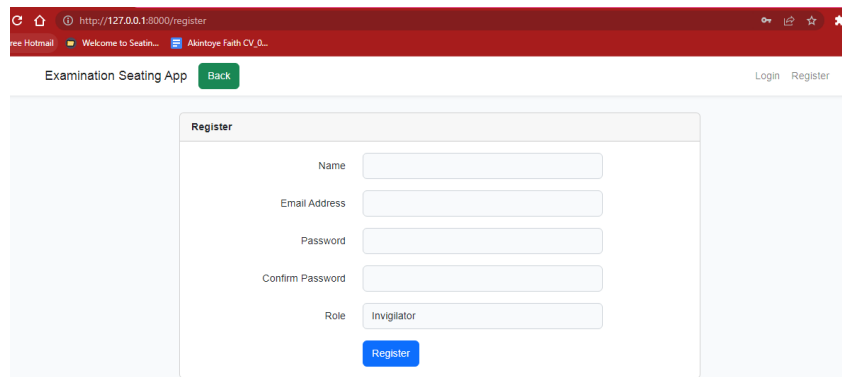 http://127.0.0.1:8000/register
ree Hotmail Welcome to Seatin... Akintoye Faith CV_0...
Examination Seating App Back Login Register
Register
Name
Email Address
Password
Confirm Password
Role Invigilator
Register